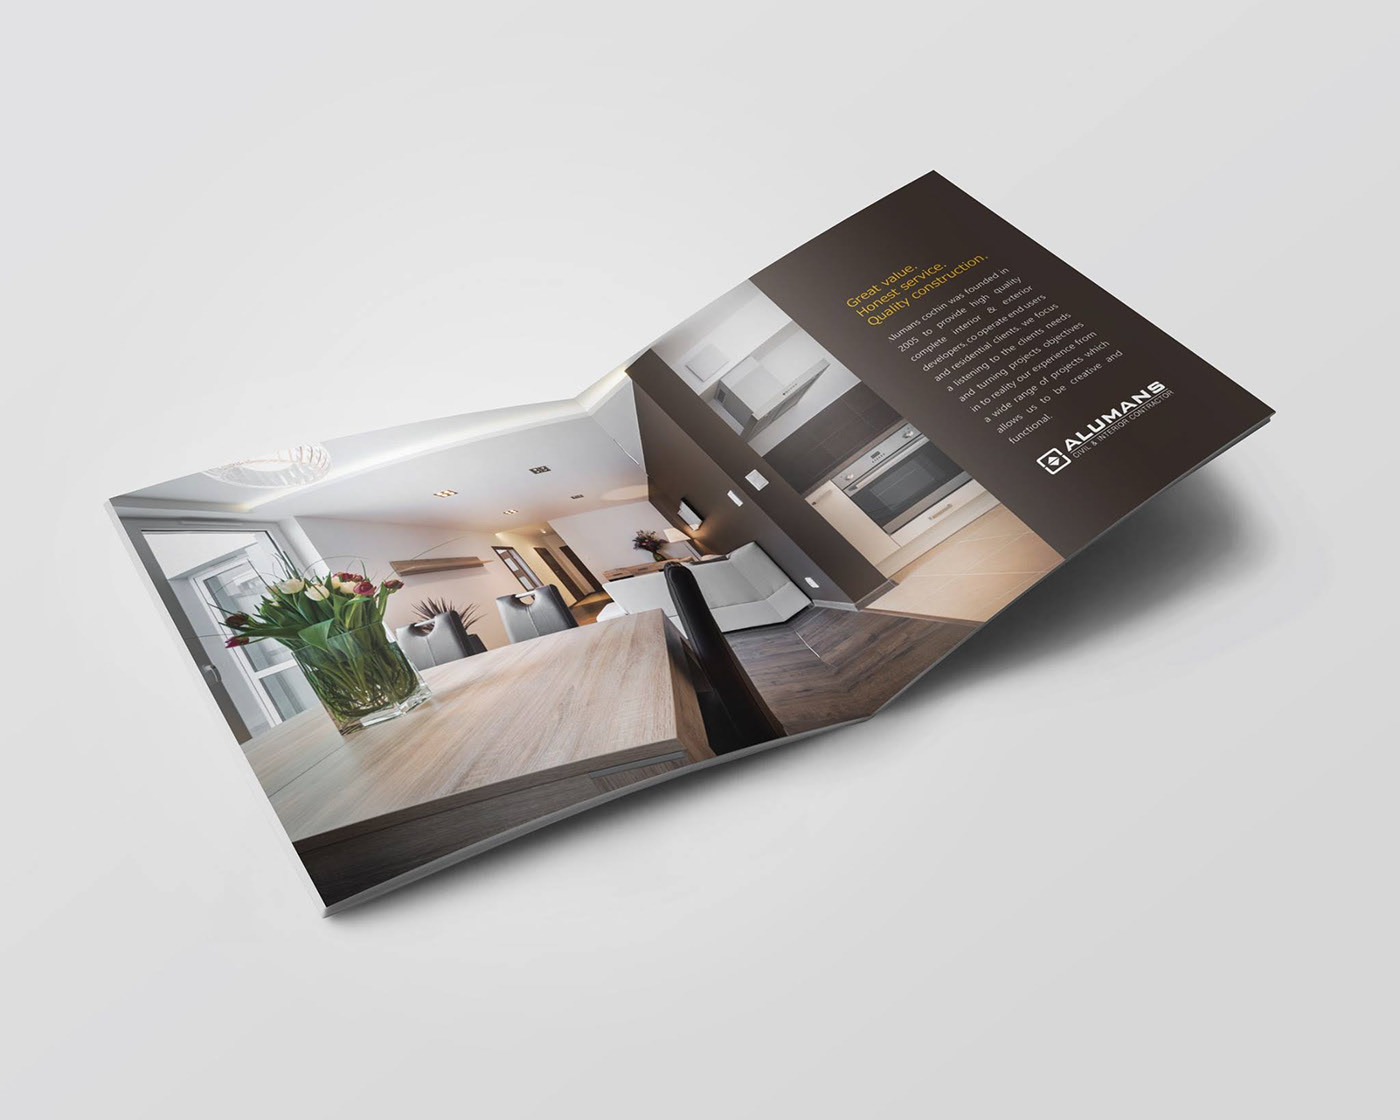 Great value.
Honest service.
Quality construction.
alumans cochin was founded in
2005 to provide high quality
complete interior & exterior
developers, co operate end users
and residential clients. we focus
a listening to the clients needs
and turning projects objectives
in to reality our experience from
a wide range of projects which
allows us to be creative and
functional.
ALUMANS
CIVIL & INTERIOR CONTRACTOR